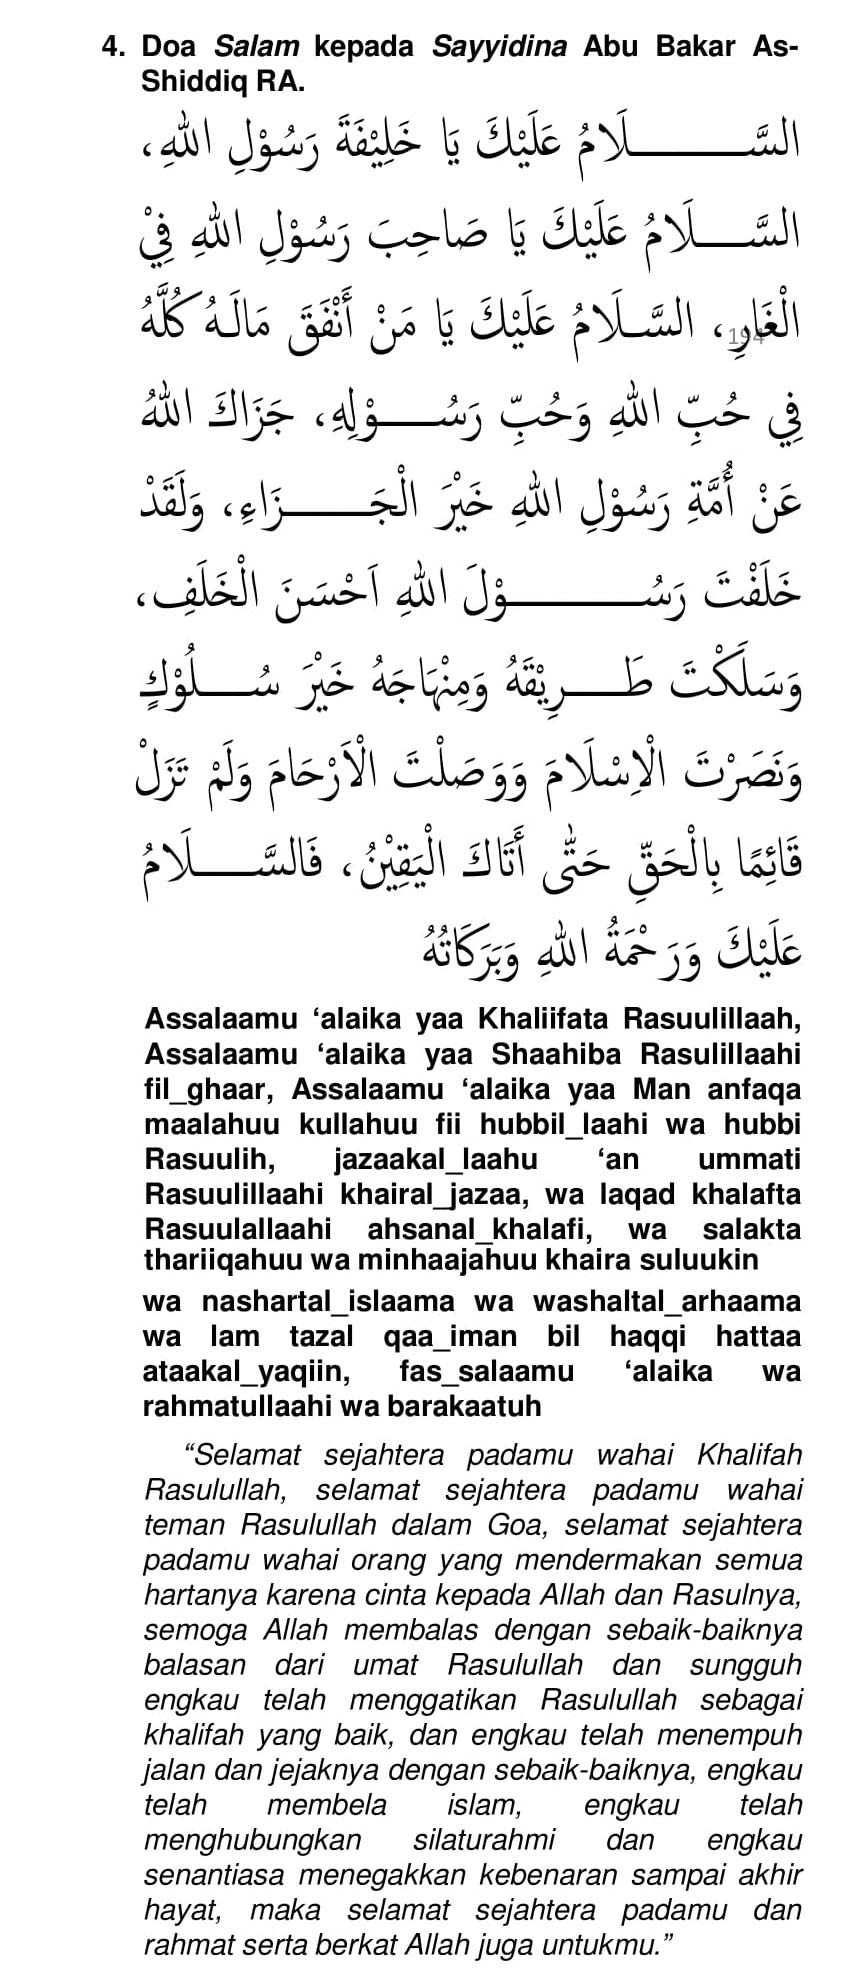 4. Doa Salam kepada Sayyidina Abu Bakar As-
Shiddiq RA.
السَّـــــــلَامُ عَلَيْكَ يَا خَلِيْفَةَ رَسُوْلِ اللهِ،
السَّـــلَامُ عَلَيْكَ يَا صَاحِبَ رَسُوْلِ اللهِ فِيْ
الْغَارِ، السَّـلَامُ عَلَيْكَ يَا مَنْ أَنْفَقَ مَالَهُ كُلَّهُ
194
فِي حُبِّ اللهِ وَحُبِّ رَسُـــوْلِهِ، جَزَاكَ اللهُ
عَنْ أُمَّةِ رَسُوْلِ اللهِ خَيْرَ الْجَـــــزَاءِ، وَلَقَدْ
خَلَفْتَ رَسُـــــــــوْلَ اللهِ اَحْسَنَ الْخَلَفِ،
وَسَلَكْتَ طَـــرِيْقَهُ وَمِنْهَاجَهُ خَيْرَ سُـــلُوْكٍ
وَنَصَرْتَ الْإِسْلَامَ وَوَصَلْتَ الْأَرْحَامَ وَلَمْ تَزَلْ
قَائِمًا بِالْحَقِّ حَتَّى أَتَاكَ الْيَقِيْنُ، فَالسَّـــلَامُ
عَلَيْكَ وَرَحْمَةُ اللهِ وَبَرَكَاتُهُ
Assalaamu ‘alaika yaa Khaliifata Rasuulillaah,
Assalaamu ‘alaika yaa Shaahiba Rasulillaahi
fil_ghaar, Assalaamu ‘alaika yaa Man anfaqa
maalahuu kullahuu fii hubbil_laahi wa hubbi
Rasuulih, jazaakal_laahu ‘an ummati
Rasuulillaahi khairal_jazaa, wa laqad khalafta
Rasuulallaahi ahsanal_khalafi, wa salakta
thariiqahuu wa minhaajahuu khaira suluukin
wa nashartal_islaama wa washaltal_arhaama
wa lam tazal qaa_iman bil haqqi hattaa
ataakal_yaqiin, fas_salaamu ‘alaika wa
rahmatullaahi wa barakaatuh
“Selamat sejahtera padamu wahai Khalifah
Rasulullah, selamat sejahtera padamu wahai
teman Rasulullah dalam Goa, selamat sejahtera
padamu wahai orang yang mendermakan semua
hartanya karena cinta kepada Allah dan Rasulnya,
semoga Allah membalas dengan sebaik-baiknya
balasan dari umat Rasulullah dan sungguh
engkau telah menggatikan Rasulullah sebagai
khalifah yang baik, dan engkau telah menempuh
jalan dan jejaknya dengan sebaik-baiknya, engkau
telah membela islam, engkau telah
menghubungkan silaturahmi dan engkau
senantiasa menegakkan kebenaran sampai akhir
hayat, maka selamat sejahtera padamu dan
rahmat serta berkat Allah juga untukmu.”